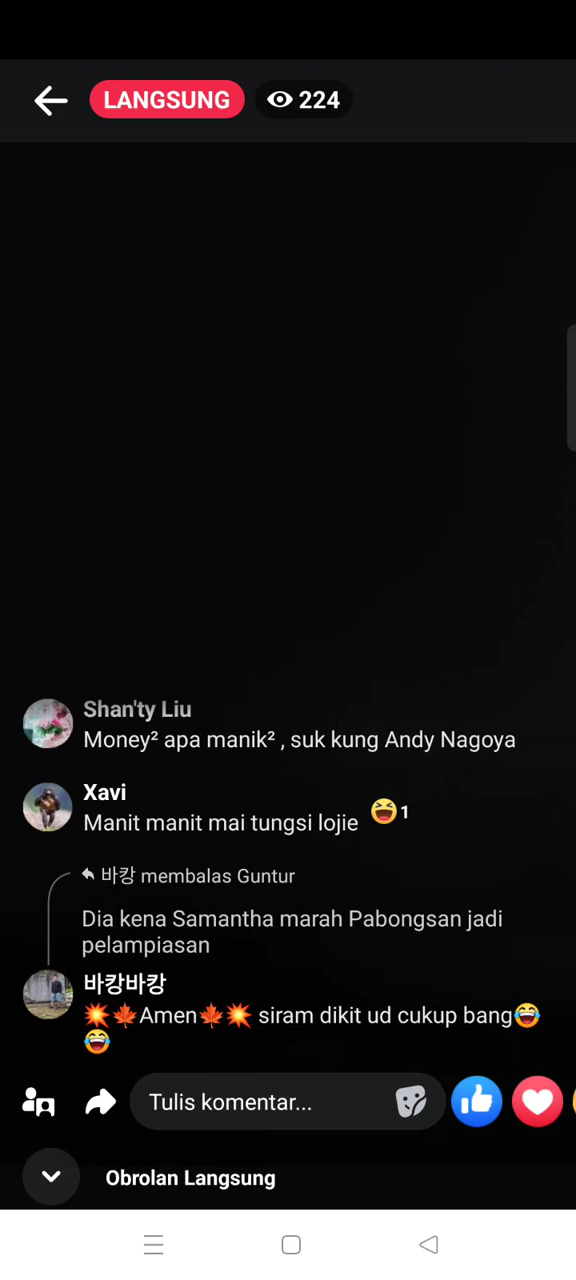 LANGSUNG 224
Shan'ty Liu
Money² apa manik² , suk kung Andy Nagoya
Xavi
Manit manit mai tungsi lojie 😆1
바캉 membalas Guntur
Dia kena Samantha marah Pabongsan jadi
pelampiasan
바캉바캉
💥🍁Amen🍁💥 siram dikit ud cukup bang😂
😂
Tulis komentar...
Obrolan Langsung